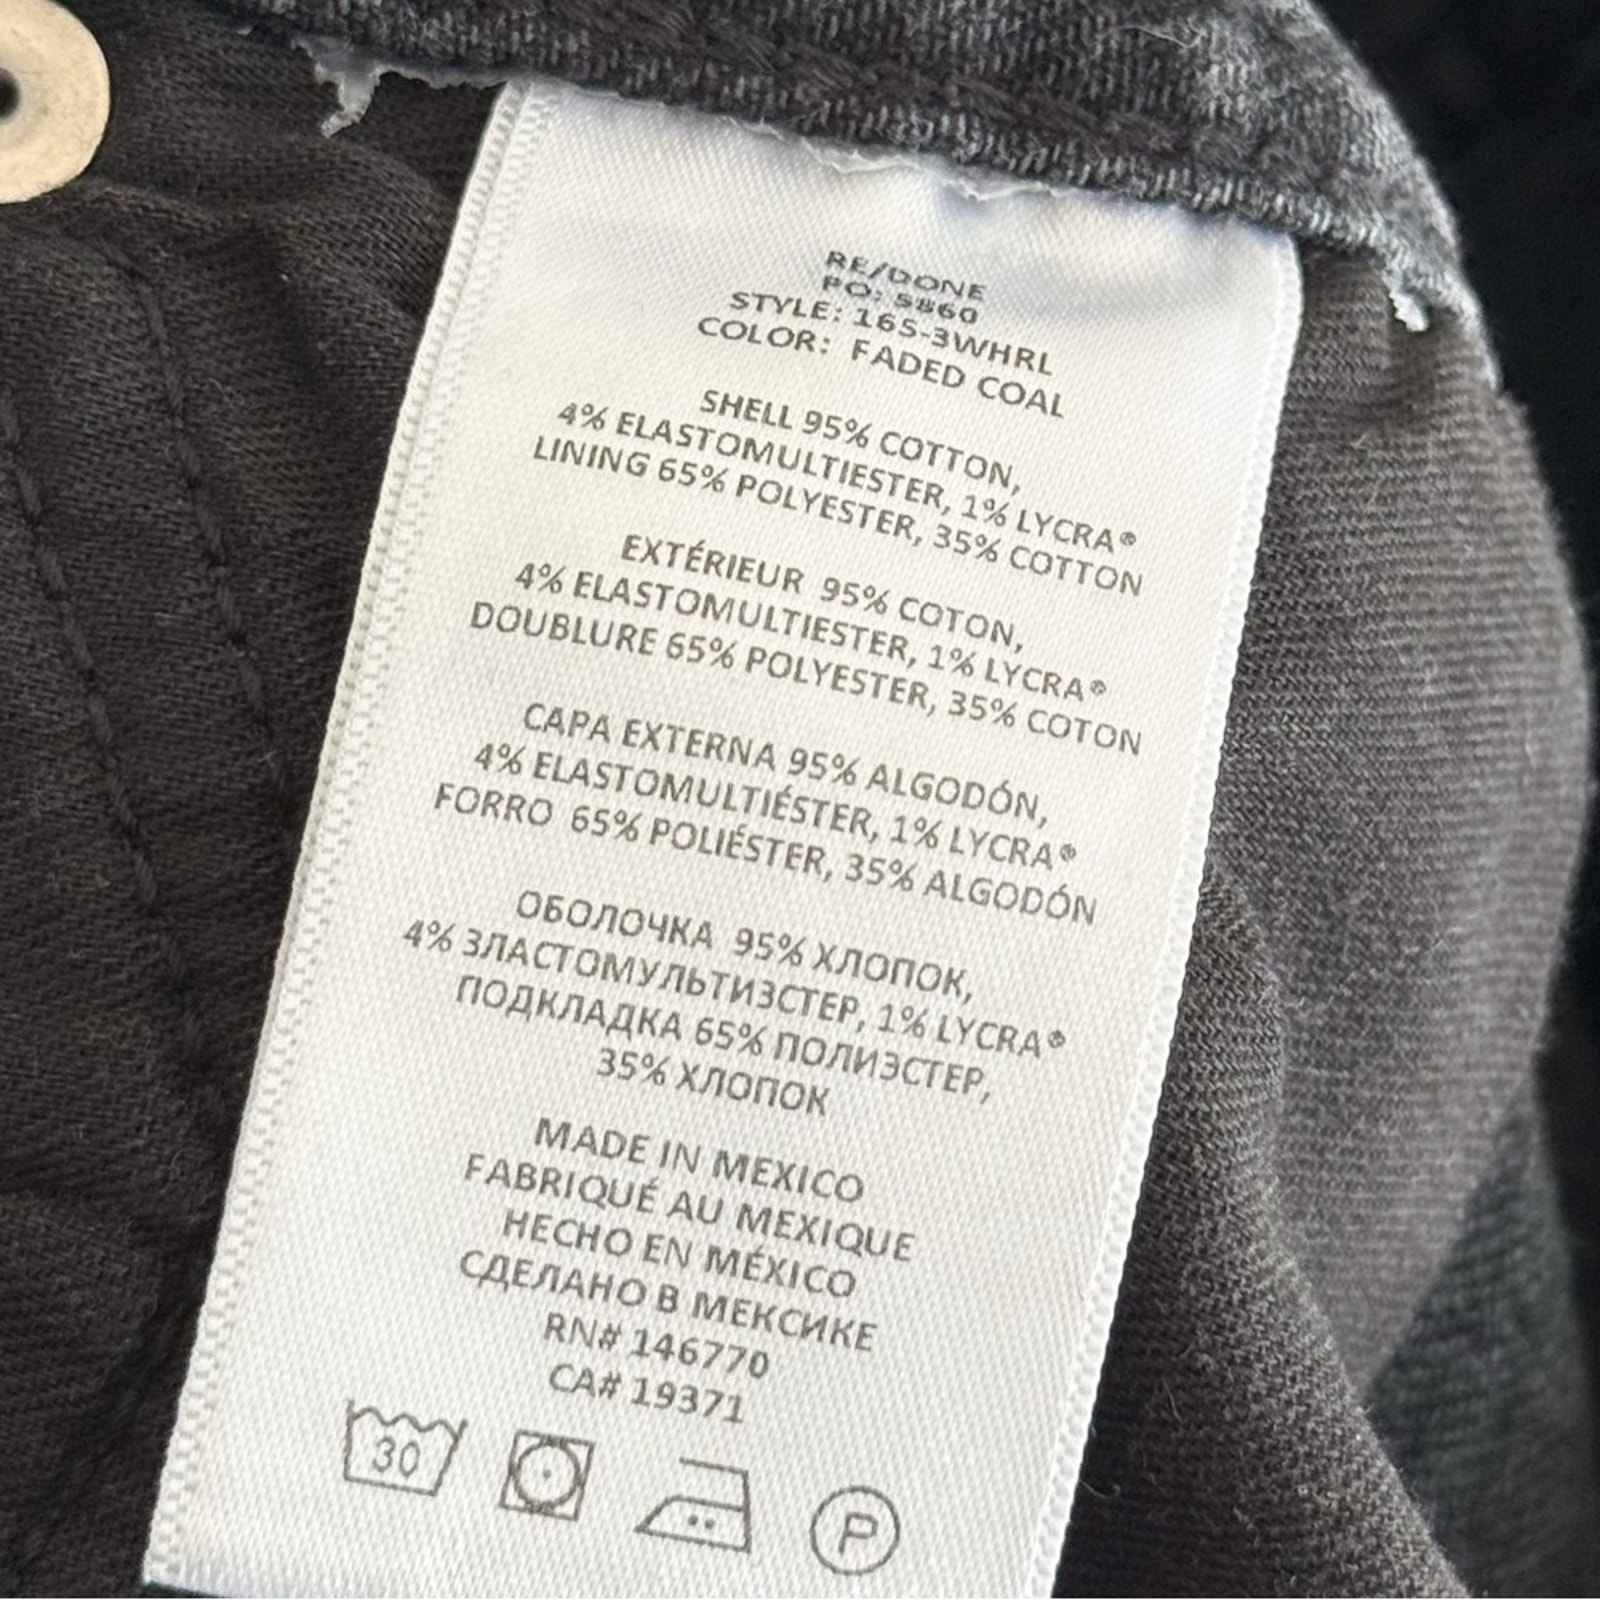 RE/DONE
PO: 5860
STYLE: 165-3WHRL
COLOR: FADED COAL
SHELL 95% COTTON,
4% ELASTOMULTIESTER, 1% LYCRA®
LINING 65% POLYESTER, 35% COTTON
EXTÉRIEUR 95% COTON,
4% ELASTOMULTIESTER, 1% LYCRA®
DOUBLURE 65% POLYESTER, 35% COTON
CAPA EXTERNA 95% ALGODÓN,
4% ELASTOMULTIÉSTER, 1% LYCRA®
FORRO 65% POLIÉSTER, 35% ALGODÓN
ОБОЛОЧКА 95% ХЛОПОК,
4% ЗЛАСТОМУЛЬТИЗСТЕР, 1% LYCRA®
ПОДКЛАДКА 65% ПОЛИЭСТЕР,
35% ХЛОПОК
MADE IN MEXICO
FABRIQUÉ AU MEXIQUE
HECHO EN MÉXICO
СДЕЛАНО В МЕКСИКЕ
RN# 146770
CA# 19371
30 P